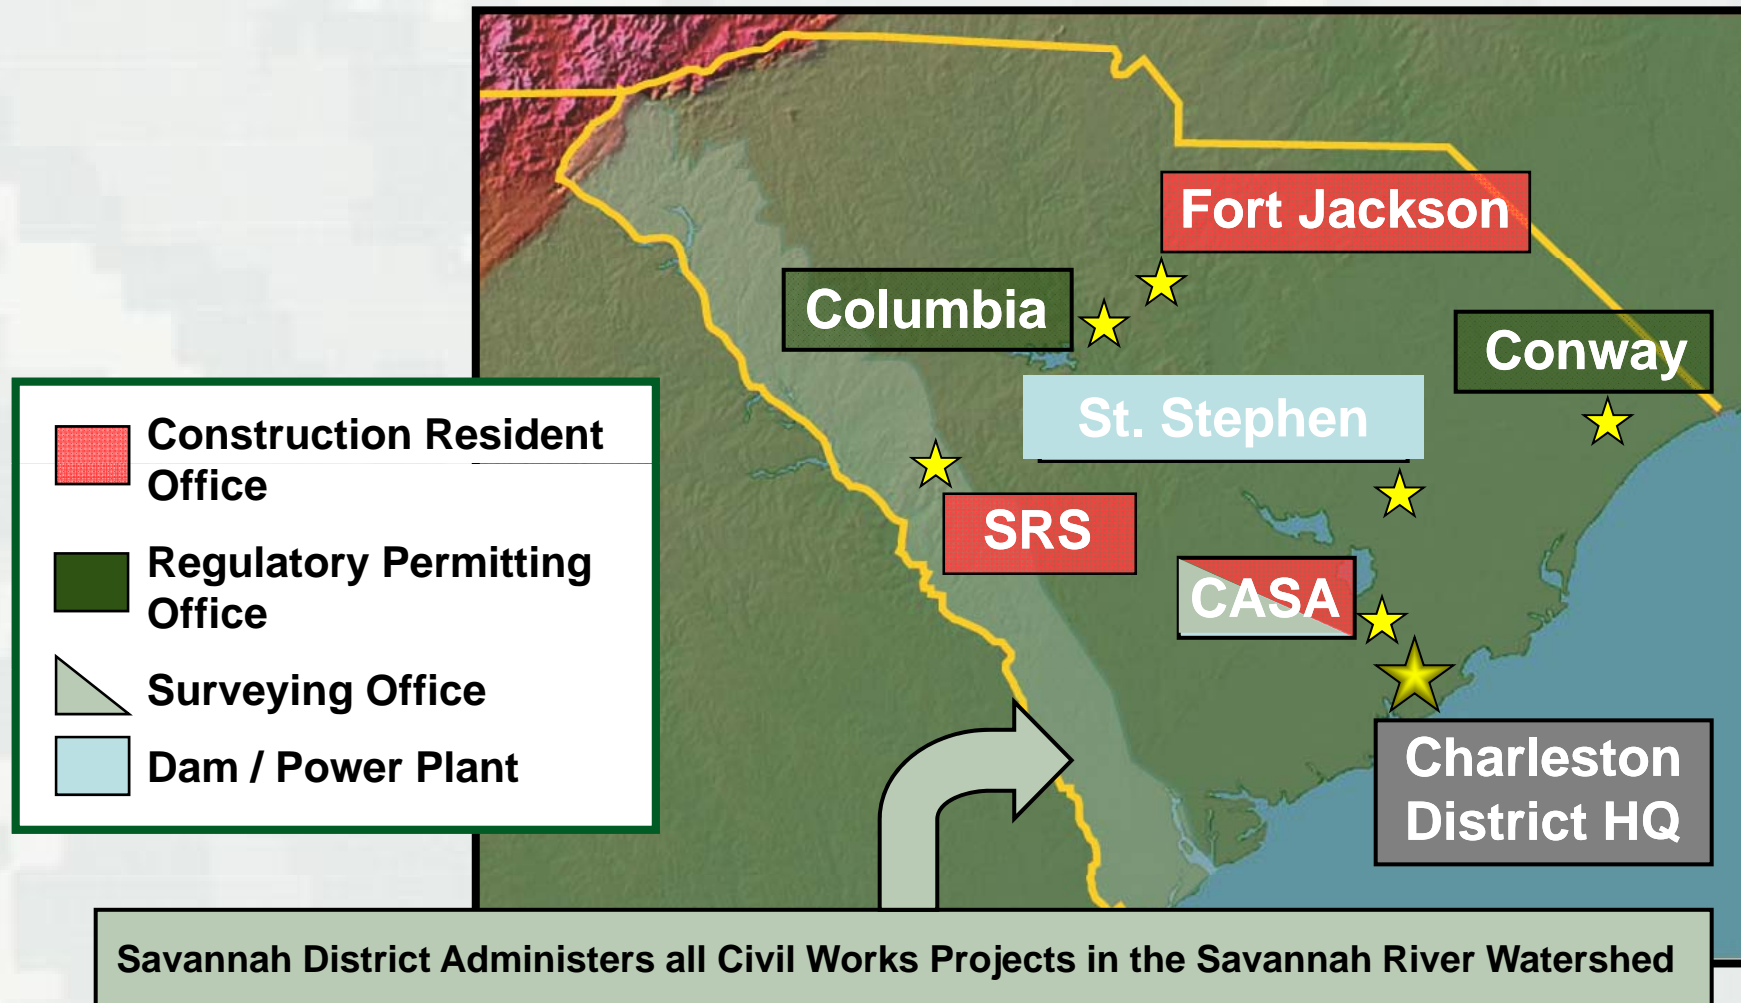 Fort Jackson
Columbia
Conway
St. Stephen
SRS
CASA
Charleston
District HQ
Construction Resident
Office
Regulatory Permitting
Office
Surveying Office
Dam / Power Plant
Savannah District Administers all Civil Works Projects in the Savannah River Watershed